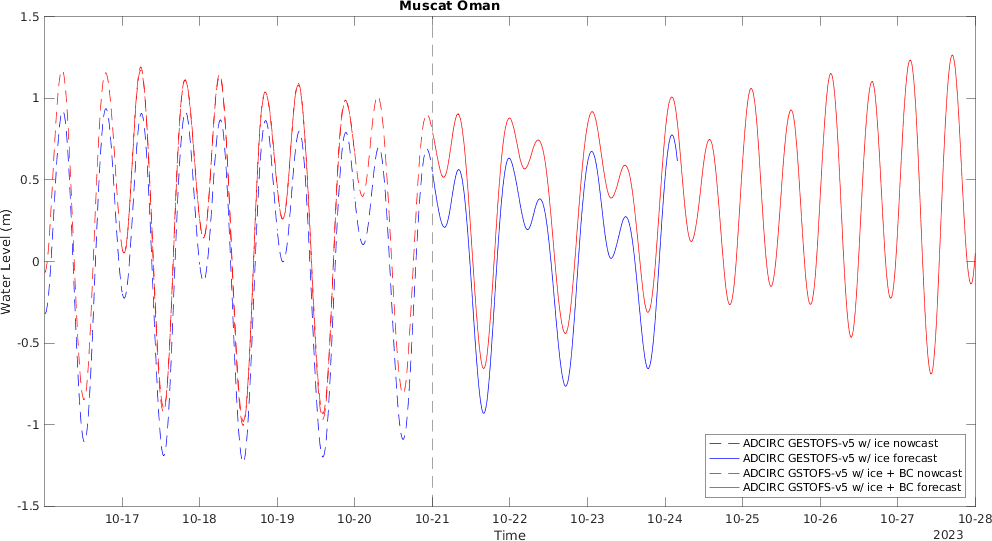 Muscat Oman
1.5
1
0.5
0
-0.5
-1
-1.5
Water Level (m)
10-17 10-18 10-19 10-20 10-21 10-22 10-23 10-24 10-25 10-26 10-27 10-28
Time
2023
ADCIRC GESTOFS-v5 w/ ice nowcast
ADCIRC GESTOFS-v5 w/ ice forecast
ADCIRC GSTOFS-v5 w/ ice + BC nowcast
ADCIRC GSTOFS-v5 w/ ice + BC forecast